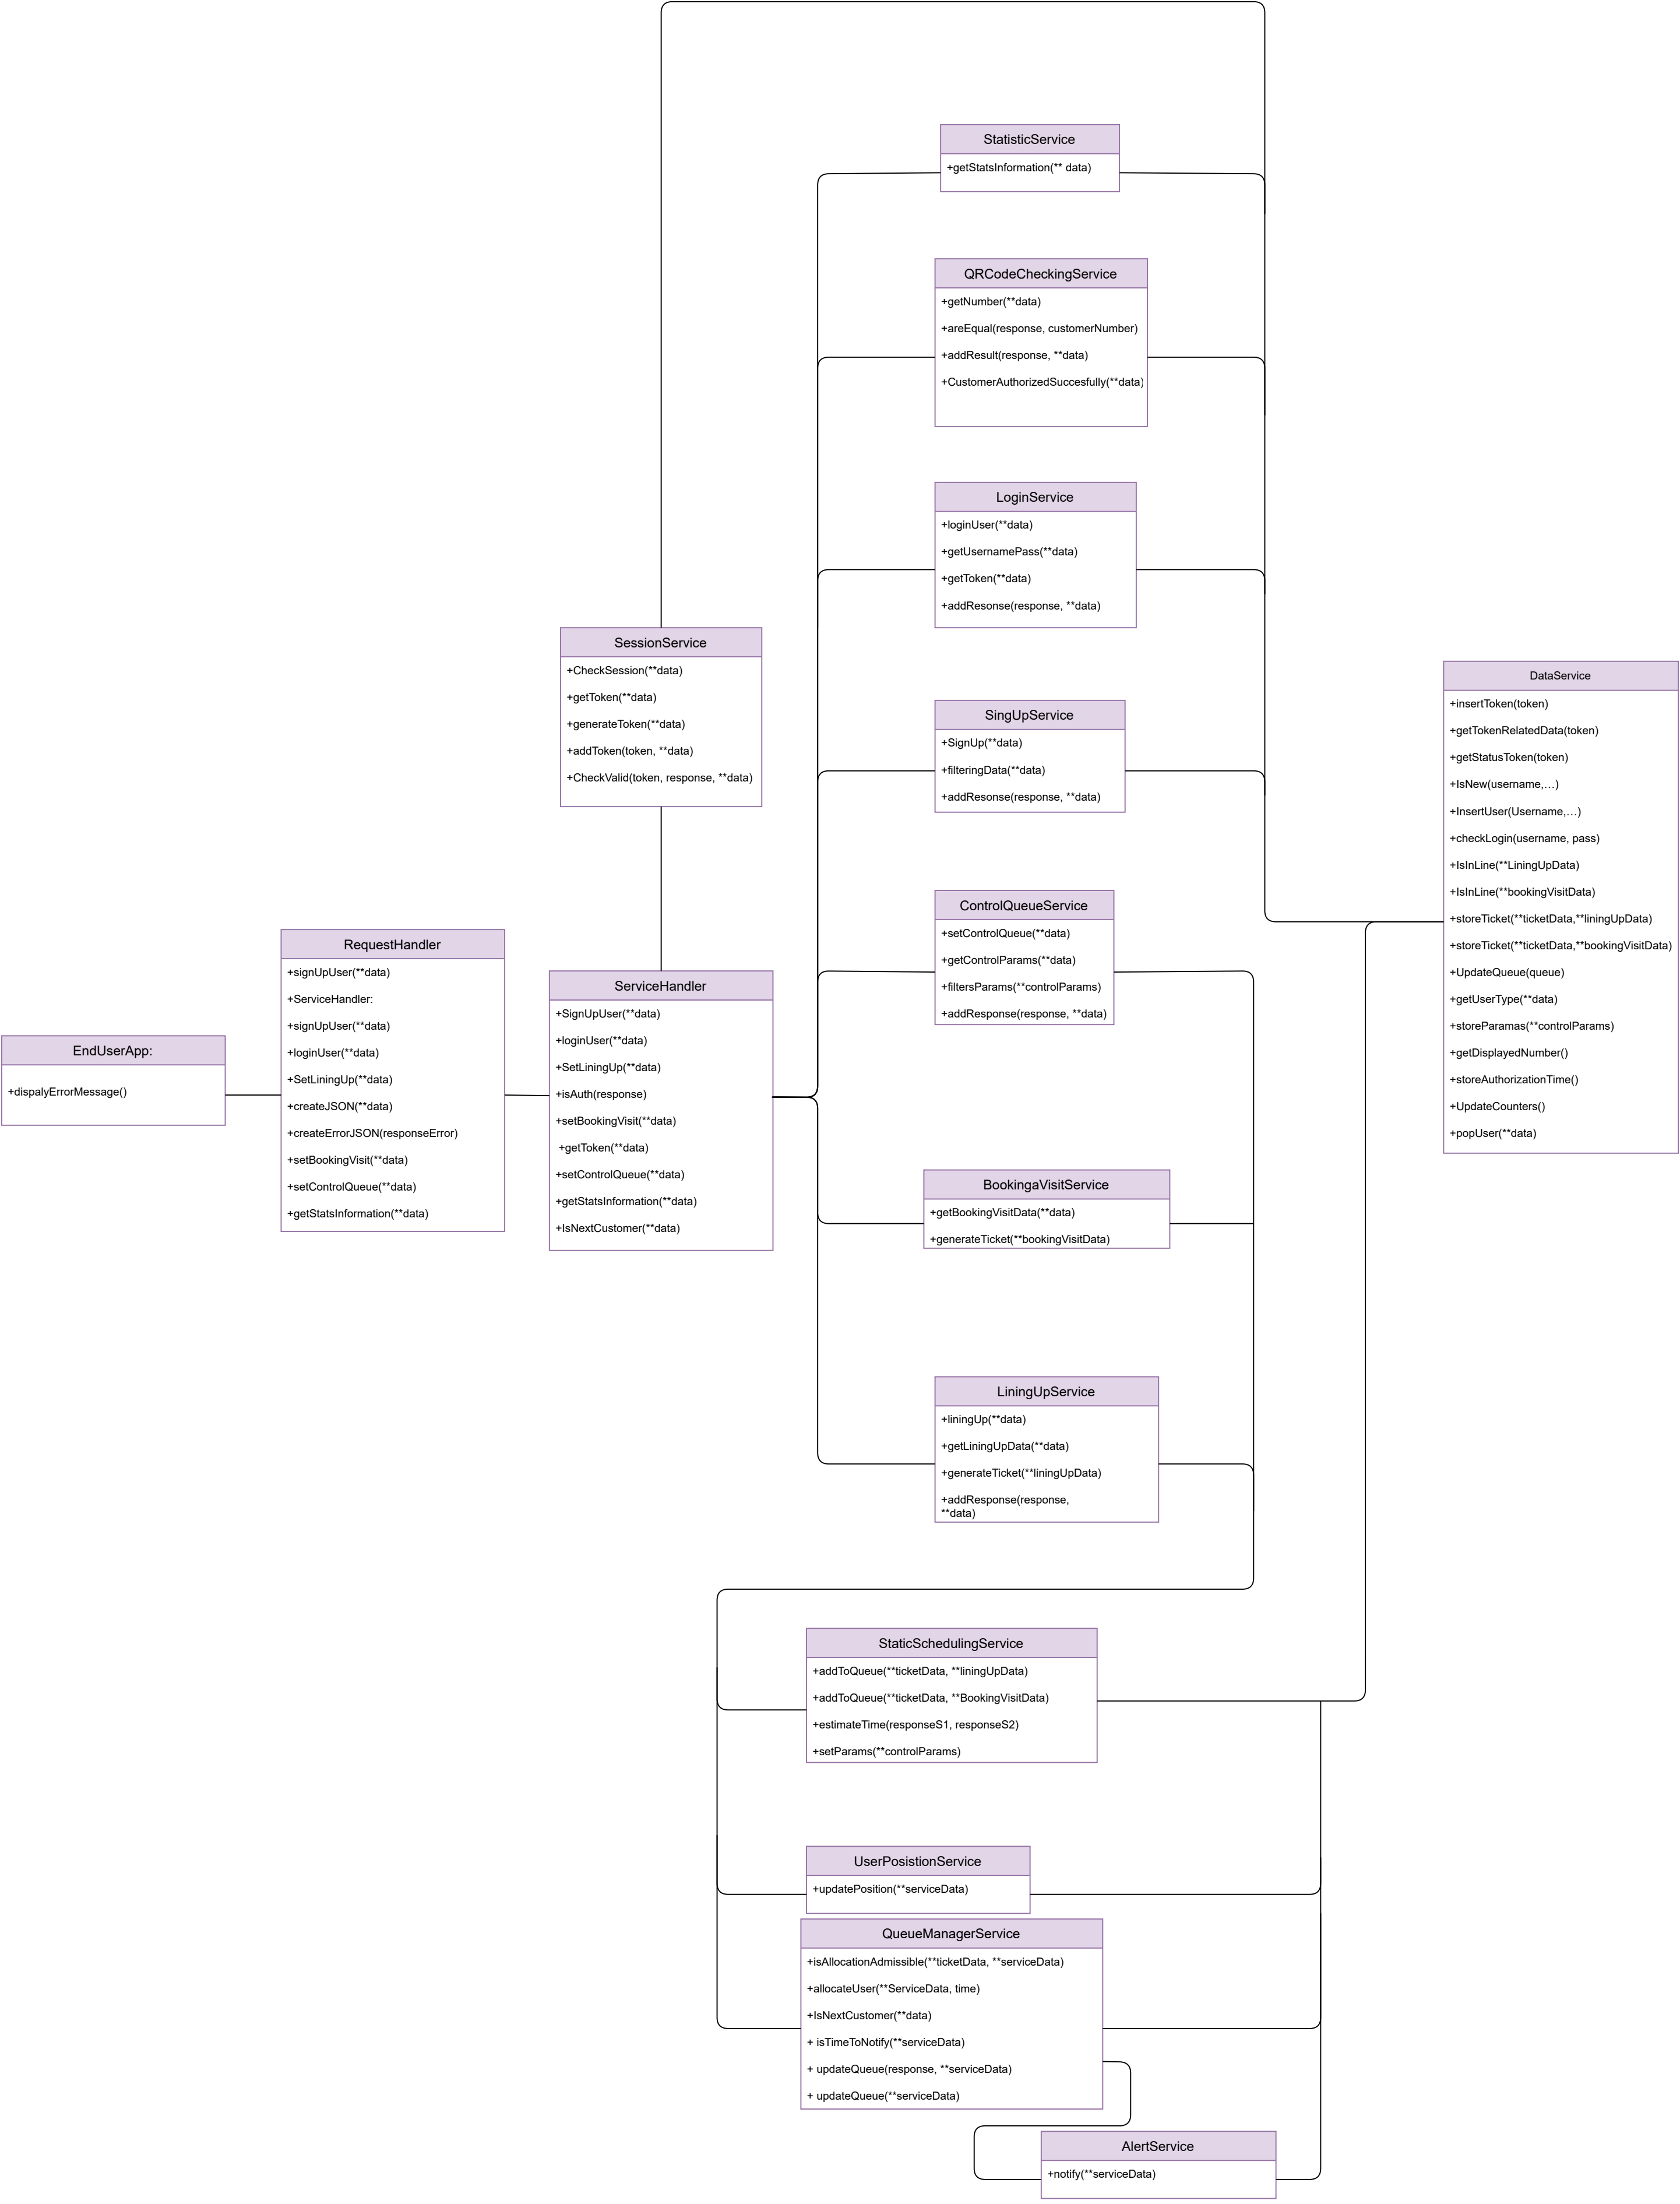 StatisticService
+getStatsInformation(** data)
QRCodeCheckingService
+getNumber(**data)
+areEqual(response, customerNumber)
+addResult(response, **data)
+CustomerAuthorizedSuccesfully(**data)
LoginService
+loginUser(**data)
+getUsernamePass(**data)
+getToken(**data)
+addResonse(response, **data)
SessionService
+CheckSession(**data)
+getToken(**data)
+generateToken(**data)
+addToken(token, **data)
+CheckValid(token, response, **data)
SingUpService
+SignUp(**data)
+filteringData(**data)
+addResonse(response, **data)
DataService
+insertToken(token)
+getTokenRelatedData(token)
+getStatusToken(token)
+IsNew(username,…)
+InsertUser(Username,…)
+checkLogin(username, pass)
+IsInLine(**LiningUpData)
+IsInLine(**bookingVisitData)
+storeTicket(**ticketData,**liningUpData)
+storeTicket(**ticketData,**bookingVisitData)
+UpdateQueue(queue)
+getUserType(**data)
+storeParamas(**controlParams)
+getDisplayedNumber()
+storeAuthorizationTime()
+UpdateCounters()
+popUser(**data)
ControlQueueService
+setControlQueue(**data)
+getControlParams(**data)
+filtersParams(**controlParams)
+addResponse(response, **data)
RequestHandler
+signUpUser(**data)
+ServiceHandler:
+signUpUser(**data)
+loginUser(**data)
+SetLiningUp(**data)
+createJSON(**data)
+createErrorJSON(responseError)
+setBookingVisit(**data)
+setControlQueue(**data)
+getStatsInformation(**data)
ServiceHandler
+SignUpUser(**data)
+loginUser(**data)
+SetLiningUp(**data)
+isAuth(response)
+setBookingVisit(**data)
+getToken(**data)
+setControlQueue(**data)
+getStatsInformation(**data)
+IsNextCustomer(**data)
EndUserApp:
+dispalyErrorMessage()
BookingaVisitService
+getBookingVisitData(**data)
+generateTicket(**bookingVisitData)
LiningUpService
+liningUp(**data)
+getLiningUpData(**data)
+generateTicket(**liningUpData)
+addResponse(response,
**data)
StaticSchedulingService
+addToQueue(**ticketData, **liningUpData)
+addToQueue(**ticketData, **BookingVisitData)
+estimateTime(responseS1, responseS2)
+setParams(**controlParams)
UserPosistionService
+updatePosition(**serviceData)
QueueManagerService
+isAllocationAdmissible(**ticketData, **serviceData)
+allocateUser(**ServiceData, time)
+IsNextCustomer(**data)
+ isTimeToNotify(**serviceData)
+ updateQueue(response, **serviceData)
+ updateQueue(**serviceData)
AlertService
+notify(**serviceData)